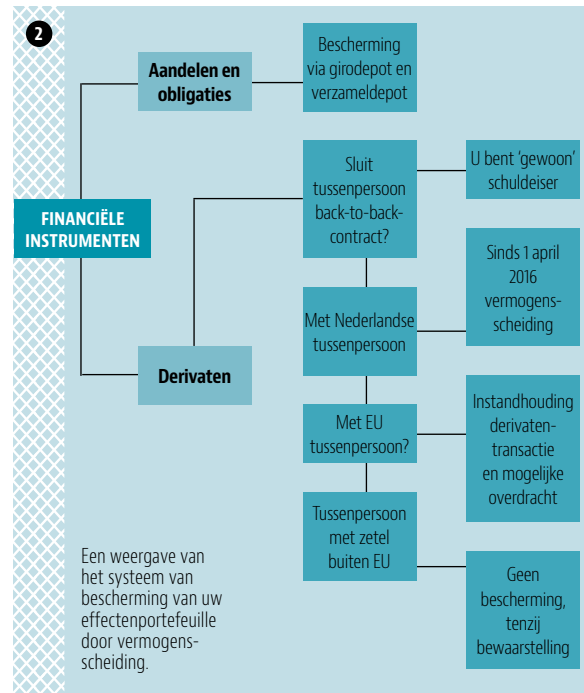 2
FINANCIËLE
INSTRUMENTEN
Aandelen en
obligaties
Bescherming
via girodepot en
verzameldepot
Derivaten
Sluit
tussenpersoon
back-to-back-
contract?
U bent ‘gewoon’
schuldeiser
Met Nederlandse
tussenpersoon
Sinds 1 april
2016
vermogens-
scheiding
Met EU
tussenpersoon?
Instandhouding
derivaten-
transactie
en mogelijke
overdracht
Tussenpersoon
met zetel
buiten EU
Geen
bescherming,
tenzij
bewaarstelling
Een weergave van
het systeem van
bescherming van uw
effectenportefeuille
door vermogens-
scheiding.